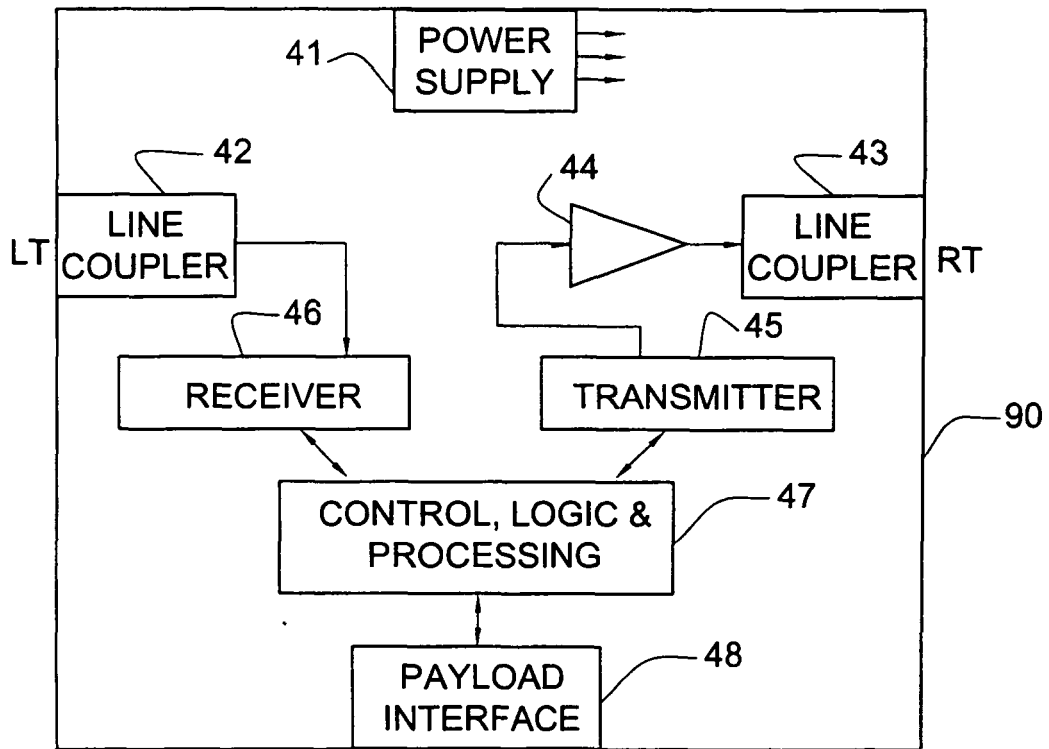 POWER
SUPPLY
41
42
44
43
LT
LINE
COUPLER
LINE
COUPLER
RT
46
45
RECEIVER
TRANSMITTER
90
CONTROL, LOGIC &
PROCESSING
47
PAYLOAD
INTERFACE
48